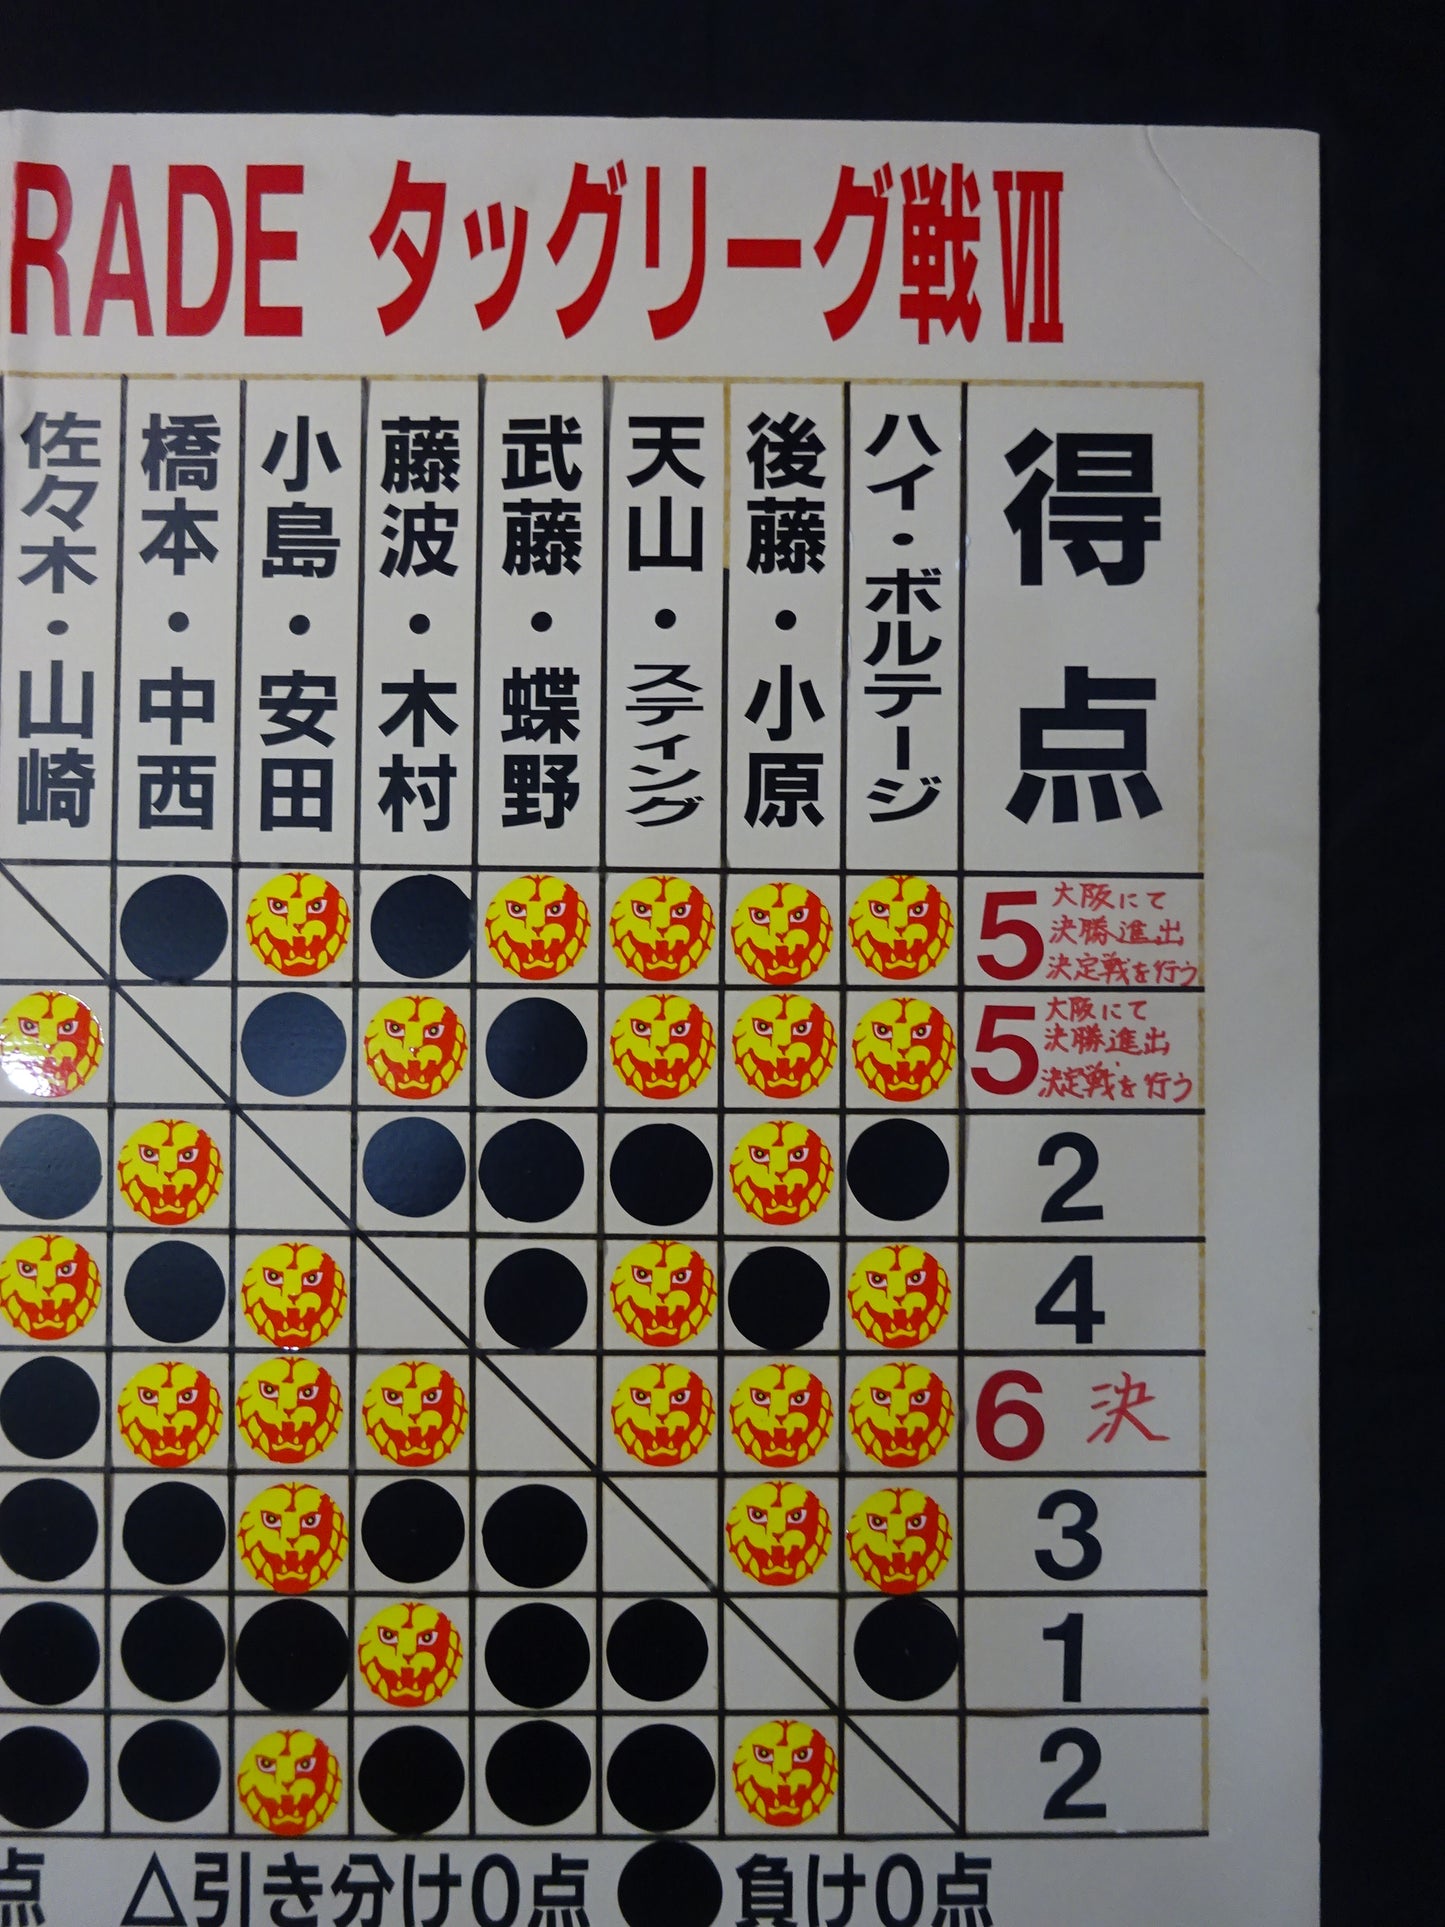 RADE タッグリーグ戦Ⅶ
佐々木・山崎
橋本・中西
小島・安田
藤波・木村
武藤・蝶野
天山・スティング
後藤・小原
ハイ・ボルテージ
得点
5 大阪にて
決勝進出
決定戦を行う
5 大阪にて
決勝進出
決定戦を行う
2
4
6 決
3
1
2
点 △引き分け0点 ●負け0点